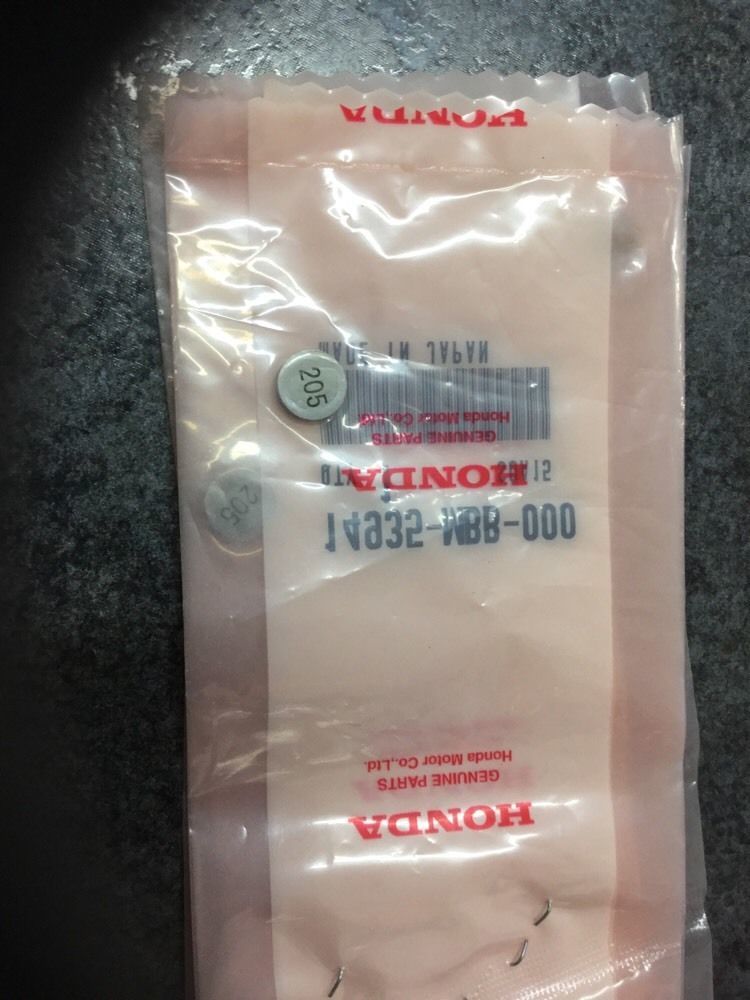 HONDA
MADE IN JAPAN
205
Honda Motor Co.,Ltd.
GENUINE PARTS
HONDA
205
14935-MBB-000
Honda Motor Co.,Ltd.
GENUINE PARTS
HONDA